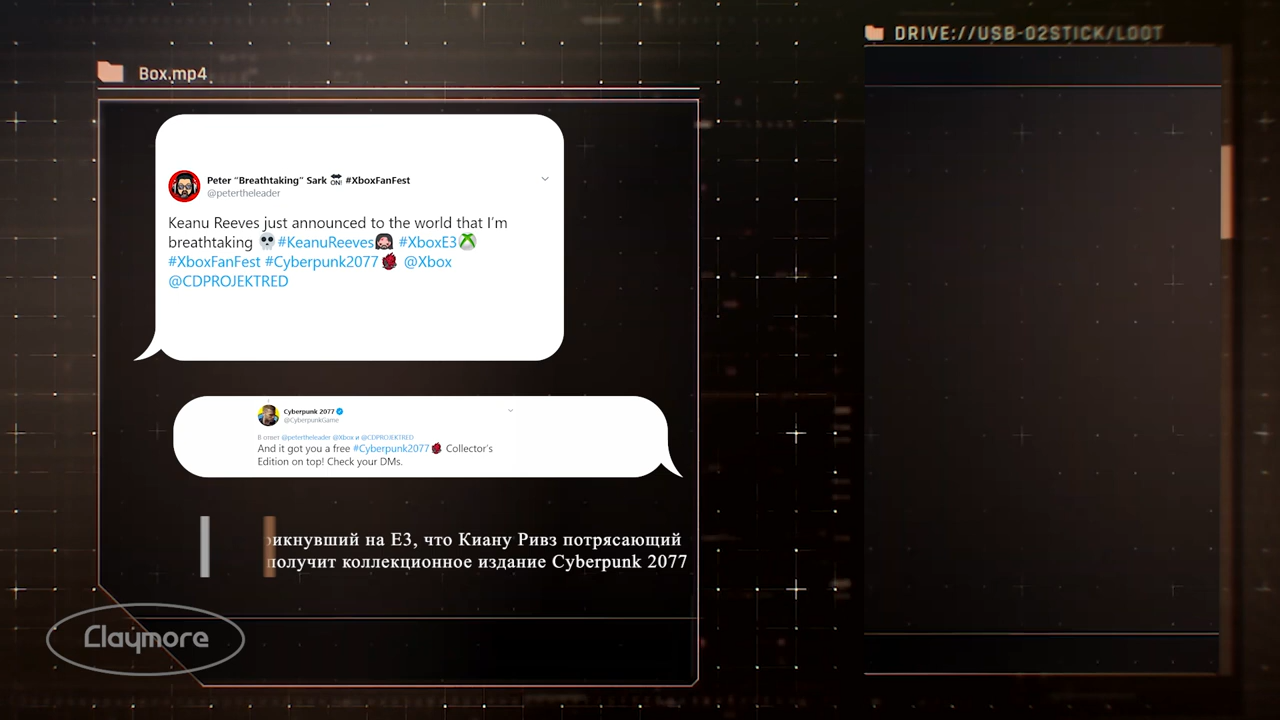 Box.mp4
DRIVE://USB-02STICK/LOOT
Peter “Breathtaking” Sark ON! #XboxFanFest
@petertheleader
Keanu Reeves just announced to the world that I’m
breathtaking #KeanuReeves #XboxE3
#XboxFanFest #Cyberpunk2077 @Xbox
@CDPROJEKTRED
Cyberpunk 2077
@CyberpunkGame
В ответ @petertheleader @Xbox и @CDPROJEKTRED
And it got you a free #Cyberpunk2077 Collector’s
Edition on top! Check your DMs.
икнувший на E3, что Киану Ривз потрясающий
получит коллекционное издание Cyberpunk 2077
Claymore